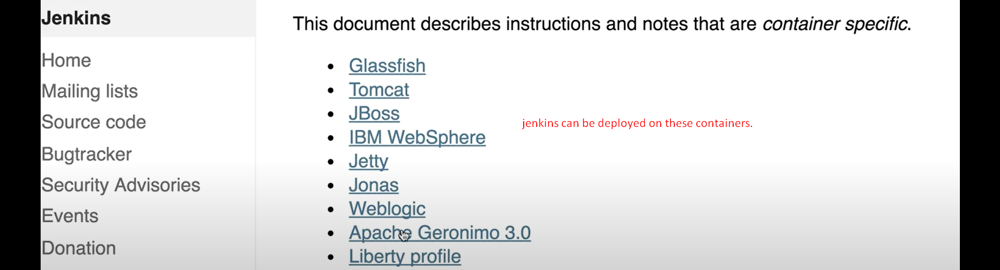 Jenkins
Home
Mailing lists
Source code
Bugtracker
Security Advisories
Events
Donation
This document describes instructions and notes that are container specific.
Glassfish
Tomcat
JBoss
IBM WebSphere
Jetty
Jonas
Weblogic
Apache Geronimo 3.0
Liberty profile
jenkins can be deployed on these containers.